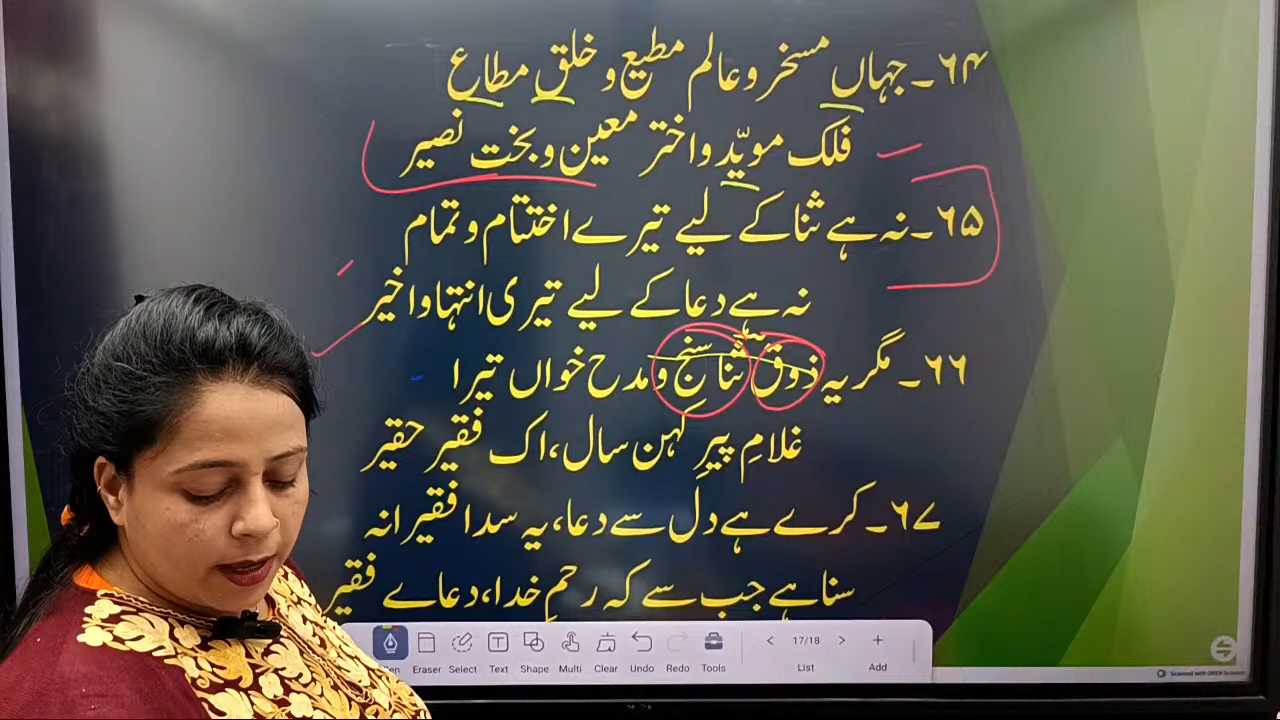 ۶۴۔ جہاں مسخر و عالم مطیع و خلق مطاع
فلک مویّد و اختر معین و بخت نصیر
۶۵۔ نہ ہے ثنا کے لیے تیرے اختتام و تمام
نہ ہے دعا کے لیے تیری انتہا و اخیر
۶۶۔ مگر یہ ذوق ثنا سنج و مدح خواں تیرا
غلامِ پیرِ کہن سال، اک فقیر حقیر
۶۷۔ کرے ہے دل سے دعا، یہ سدا فقیرانہ
سنا ہے جب سے کہ رحمِ خدا، دعاے فقیر
Pen Eraser Select Text Shape Multi Clear Undo Redo Tools
17/18
List Add